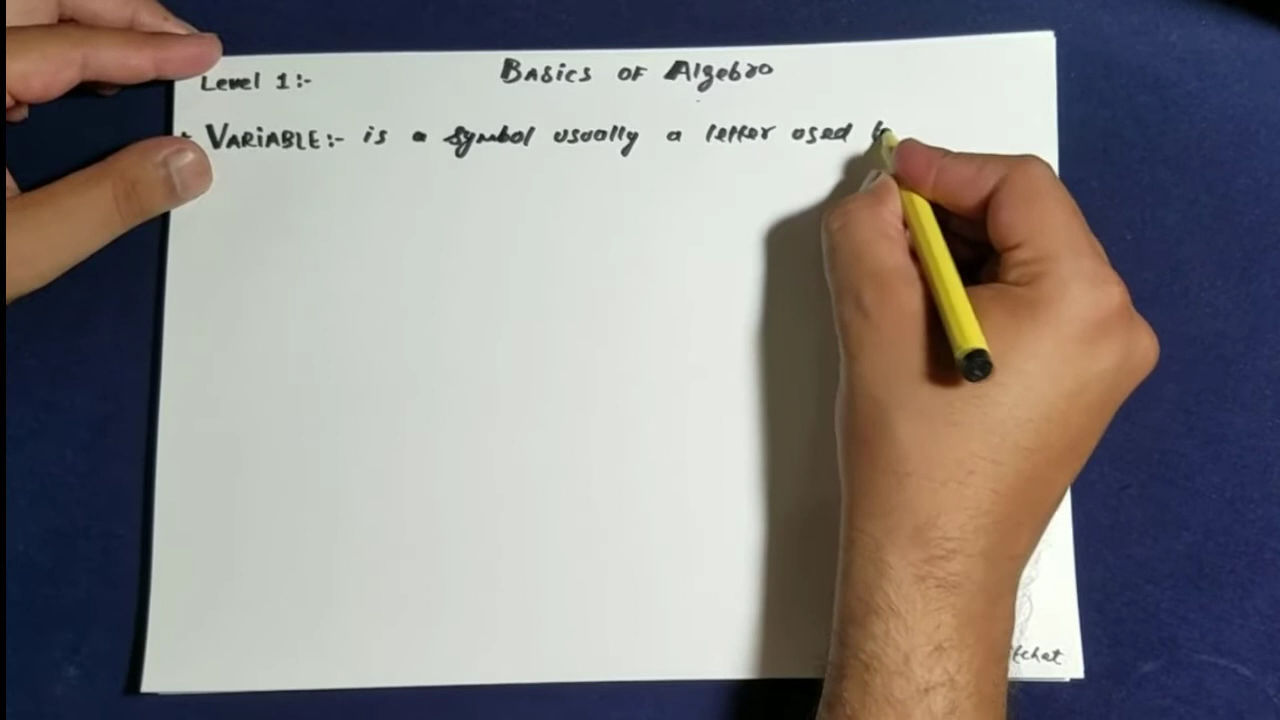 Level 1:- BASICS OF Algebra
VARIABLE:- is a symbol usually a letter used